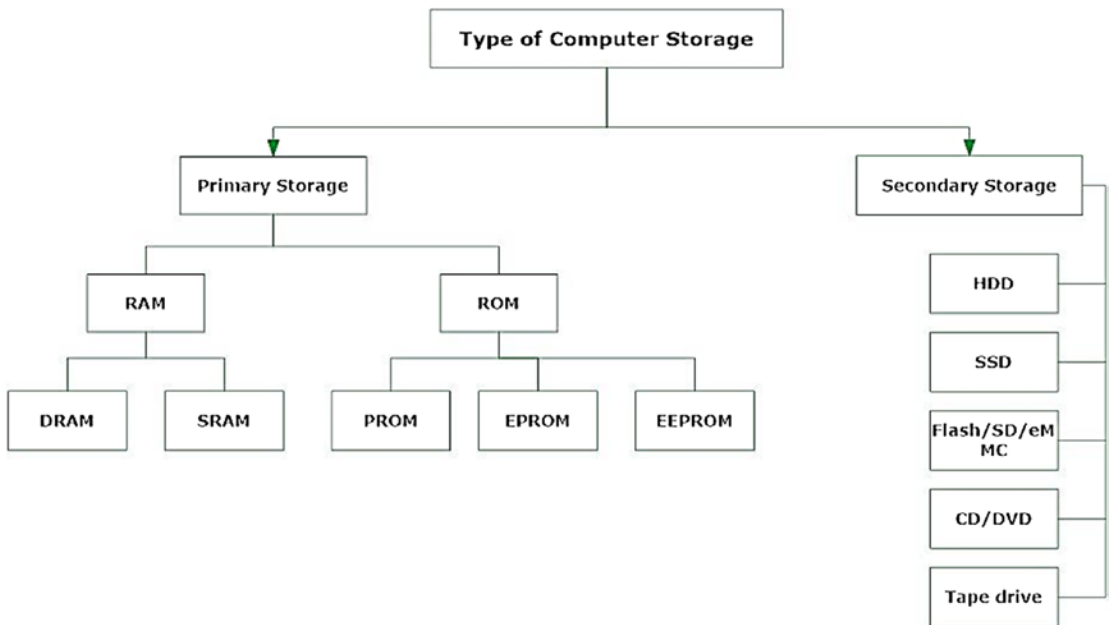 Type of Computer Storage
Primary Storage
Secondary Storage
RAM
ROM
DRAM
SRAM
PROM
EPROM
EEPROM
HDD
SSD
Flash/SD/eM
MC
CD/DVD
Tape drive